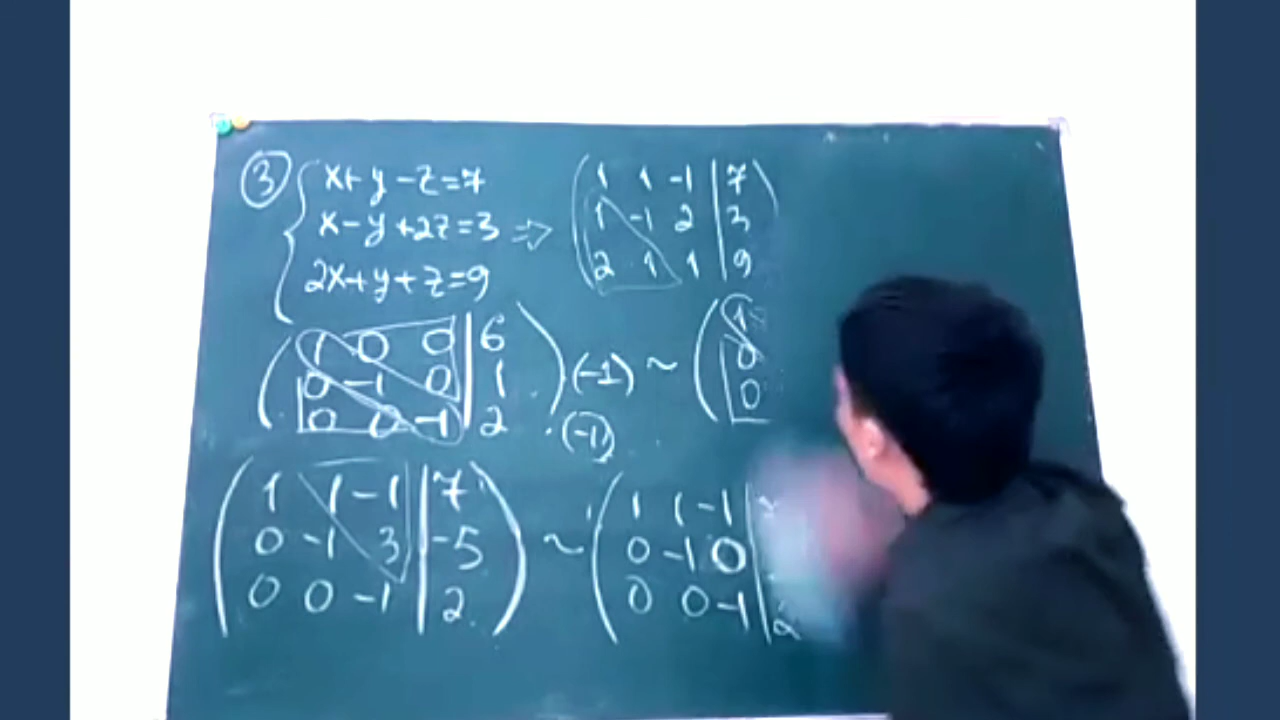 ③ { x+y-z=7
x-y+2z=3 ⇒
2x+y+z=9
( 1 1 -1 | 7 )
1 -1 2 | 3
2 1 1 | 9
( 1 0 0 | 6 )
0 -1 0 | 1 (-1) ~
0 0 -1 | 2 · (-1)
( 1
0
0
( 1 1 -1 | 7 )
0 -1 3 | -5 ~
0 0 -1 | 2
( 1 1 -1 |
0 -1 0 |
0 0 -1 | 2